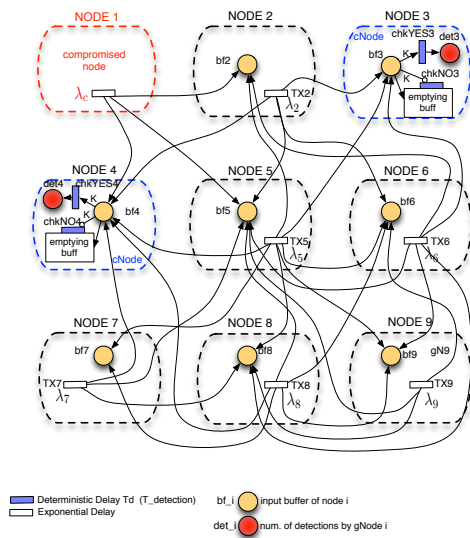 NODE 1
NODE 2
NODE 3
compromised
node
λc
bf2
TX2
λ2
cNode
chkYES3
det3
bf3
K
K
chkNO3
emptying
buff
NODE 4
NODE 5
NODE 6
det4
chkYES4
K
K
bf4
chkNO4
emptying
buff
cNode
bf5
TX5
λ5
bf6
TX6
λ6
NODE 7
NODE 8
NODE 9
bf7
TX7
λ7
bf8
TX8
λ8
gN9
bf9
TX9
λ9
Deterministic Delay Td (T_detection)
Exponential Delay
bf_i input buffer of node i
det_i num. of detections by gNode i